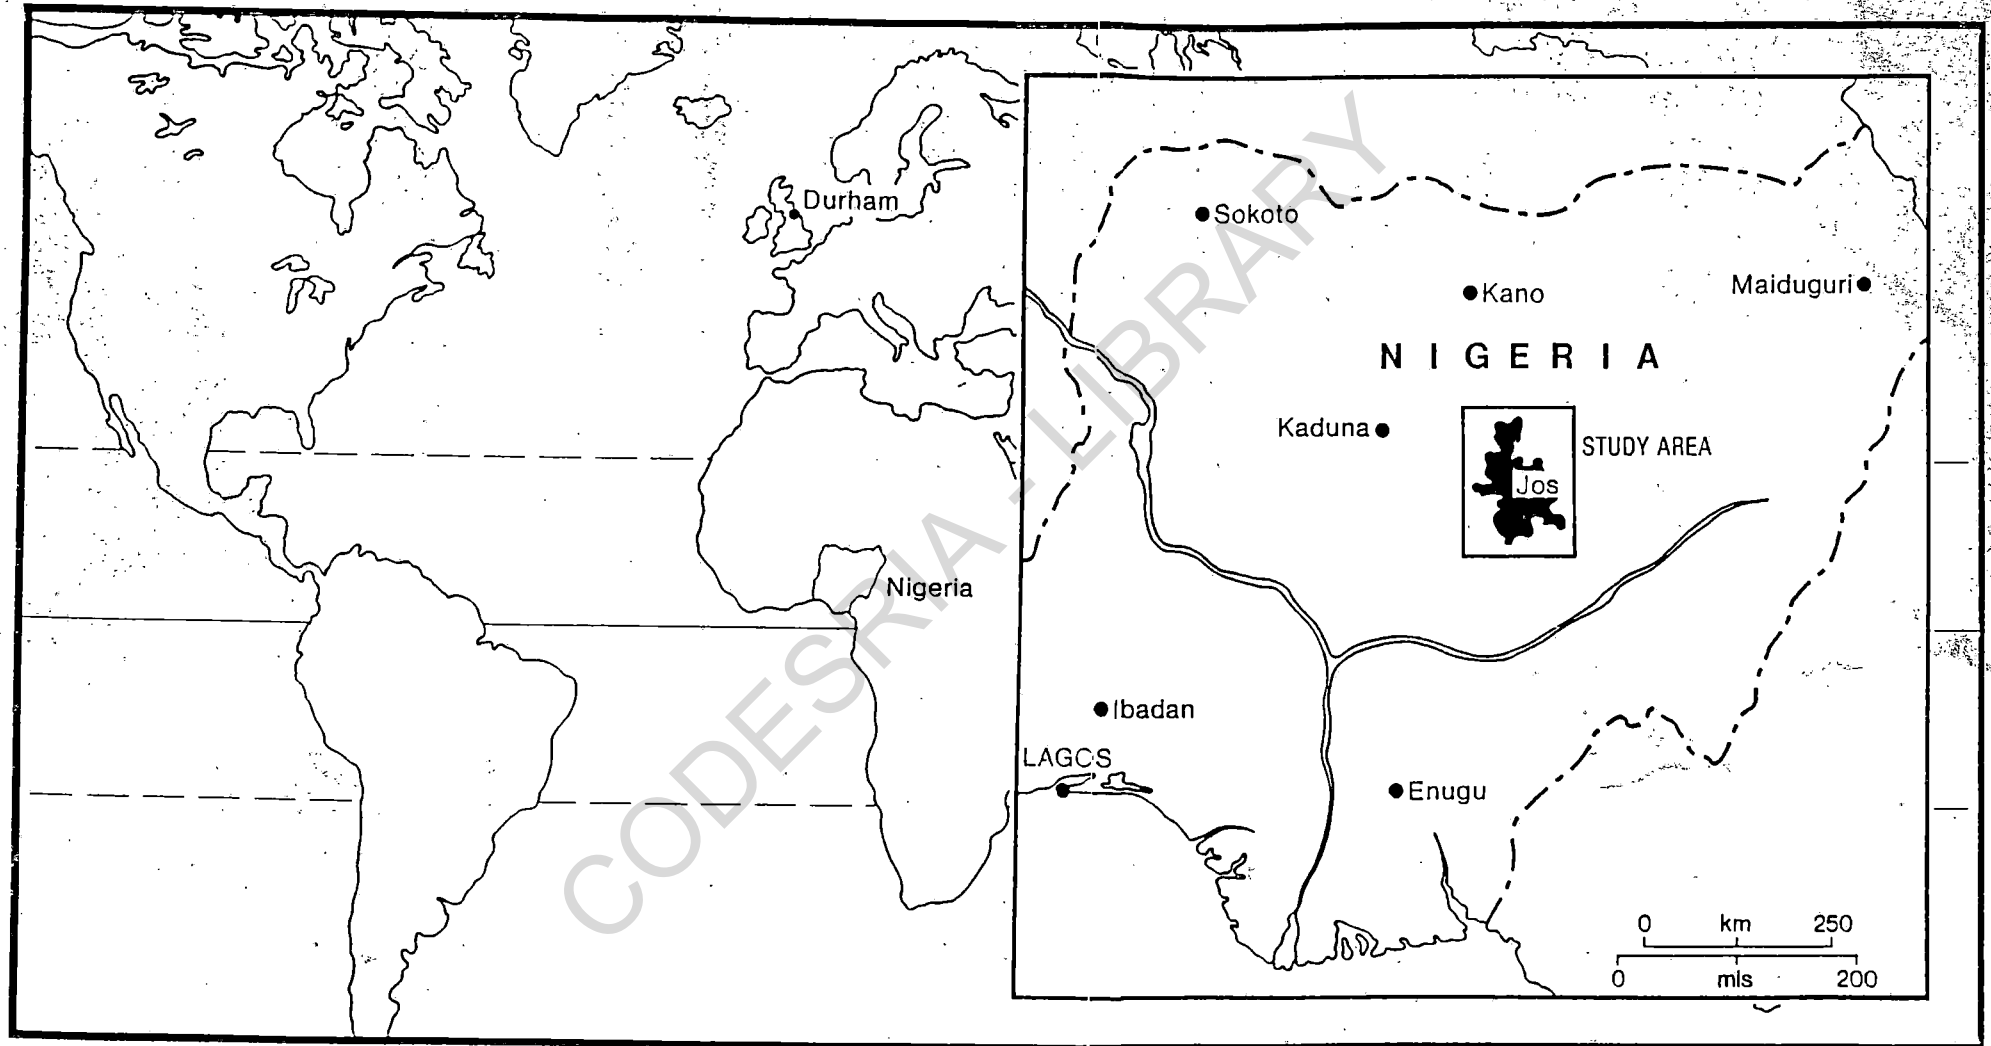 Durham
Nigeria
Sokoto
Kano
Maiduguri
NIGERIA
Kaduna
STUDY AREA
Jos
Ibadan
LAGOS
Enugu
0 km 250
0 mls 200
CODESRIA - LIBRARY